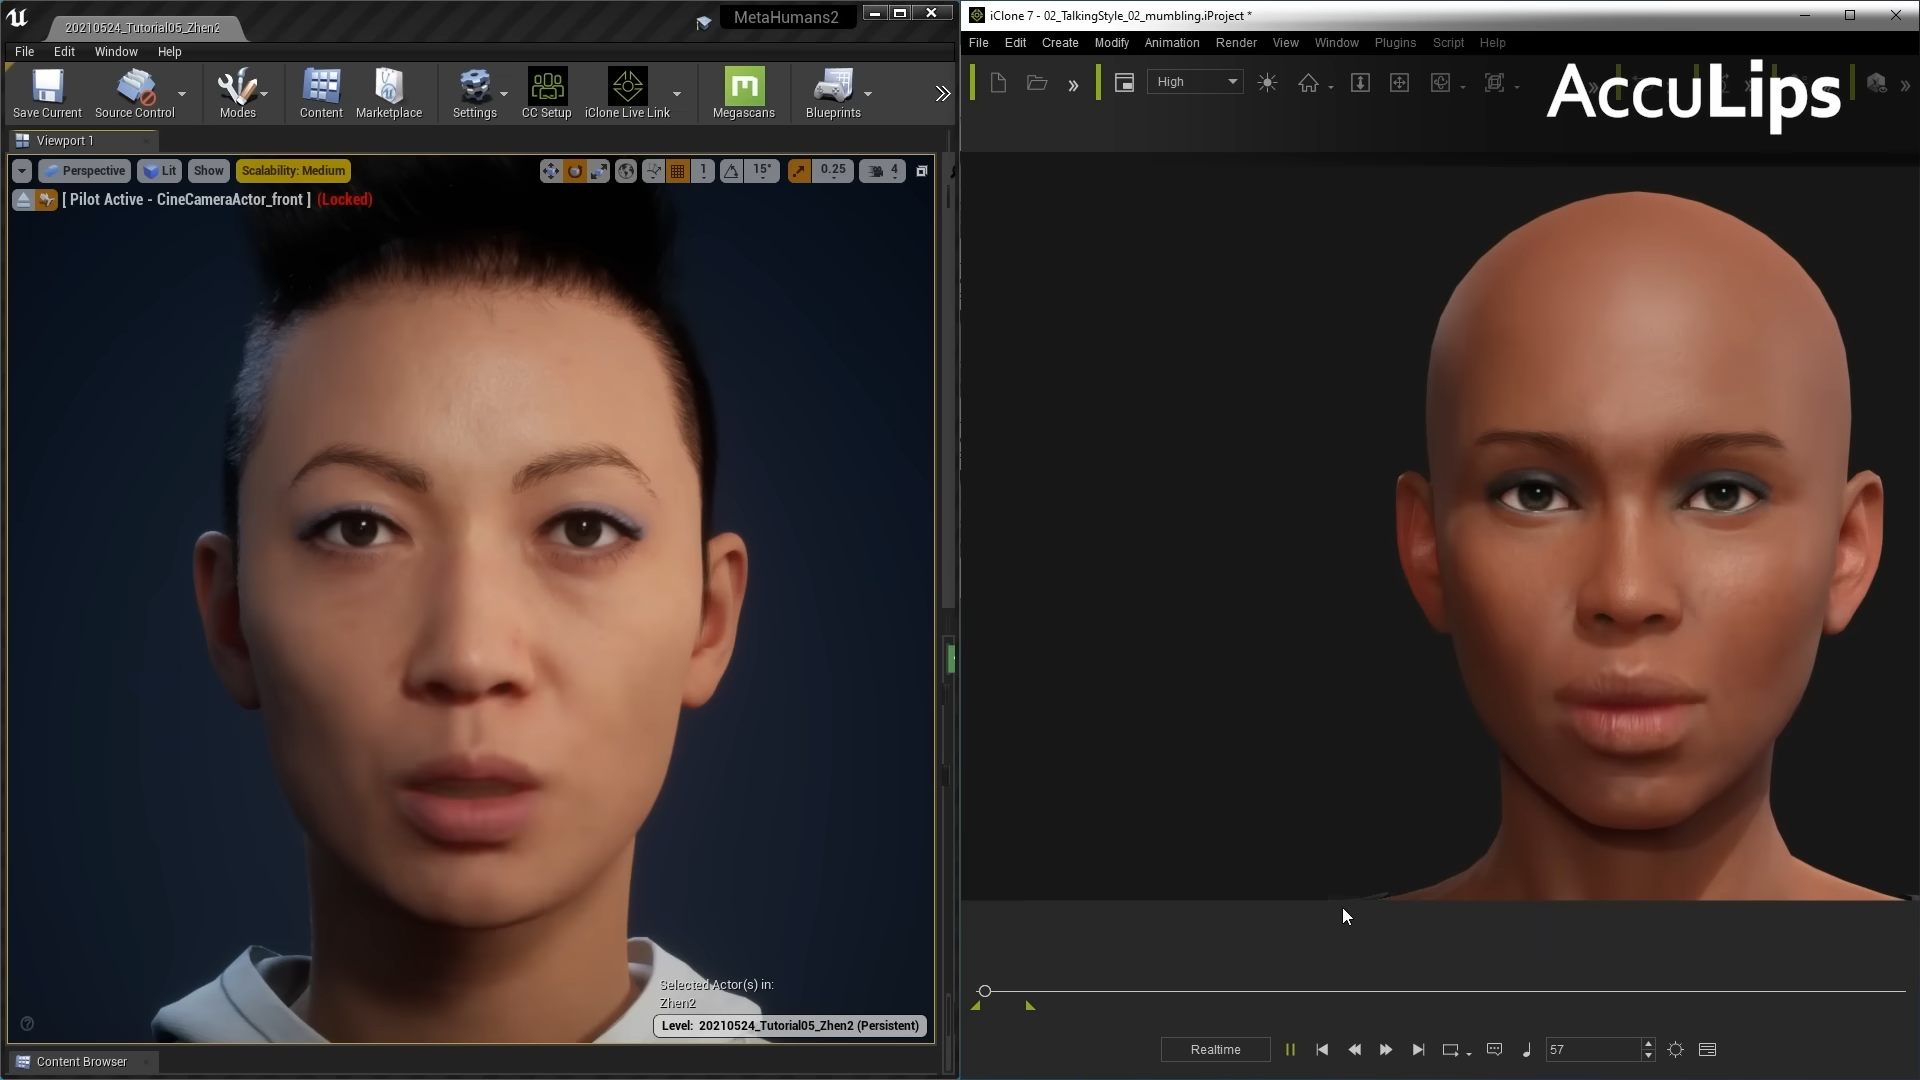 20210524_Tutorial05_Zhen2
MetaHumans2
File Edit Window Help
Save Current
Source Control
Modes
Content
Marketplace
Settings
CC Setup
iClone Live Link
Megascans
Blueprints
Viewport 1
Perspective
Lit
Show
Scalability: Medium
1
15°
0.25
4
[ Pilot Active - CineCameraActor_front ] (Locked)
Selected Actor(s) in:
Zhen2
Level: 20210524_Tutorial05_Zhen2 (Persistent)
Content Browser
iClone 7 - 02_TalkingStyle_02_mumbling.iProject *
File Edit Create Modify Animation Render View Window Plugins Script Help
High
AccuLips
Realtime
57